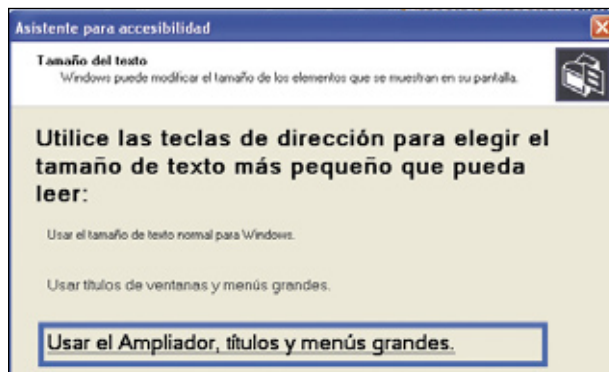 Asistente para accesibilidad
Tamaño del texto
Windows puede modificar el tamaño de los elementos que se muestran en su pantalla.
Utilice las teclas de dirección para elegir el
tamaño de texto más pequeño que pueda
leer:
Usar el tamaño de texto normal para Windows.
Usar títulos de ventanas y menús grandes.
Usar el Ampliador, títulos y menús grandes.